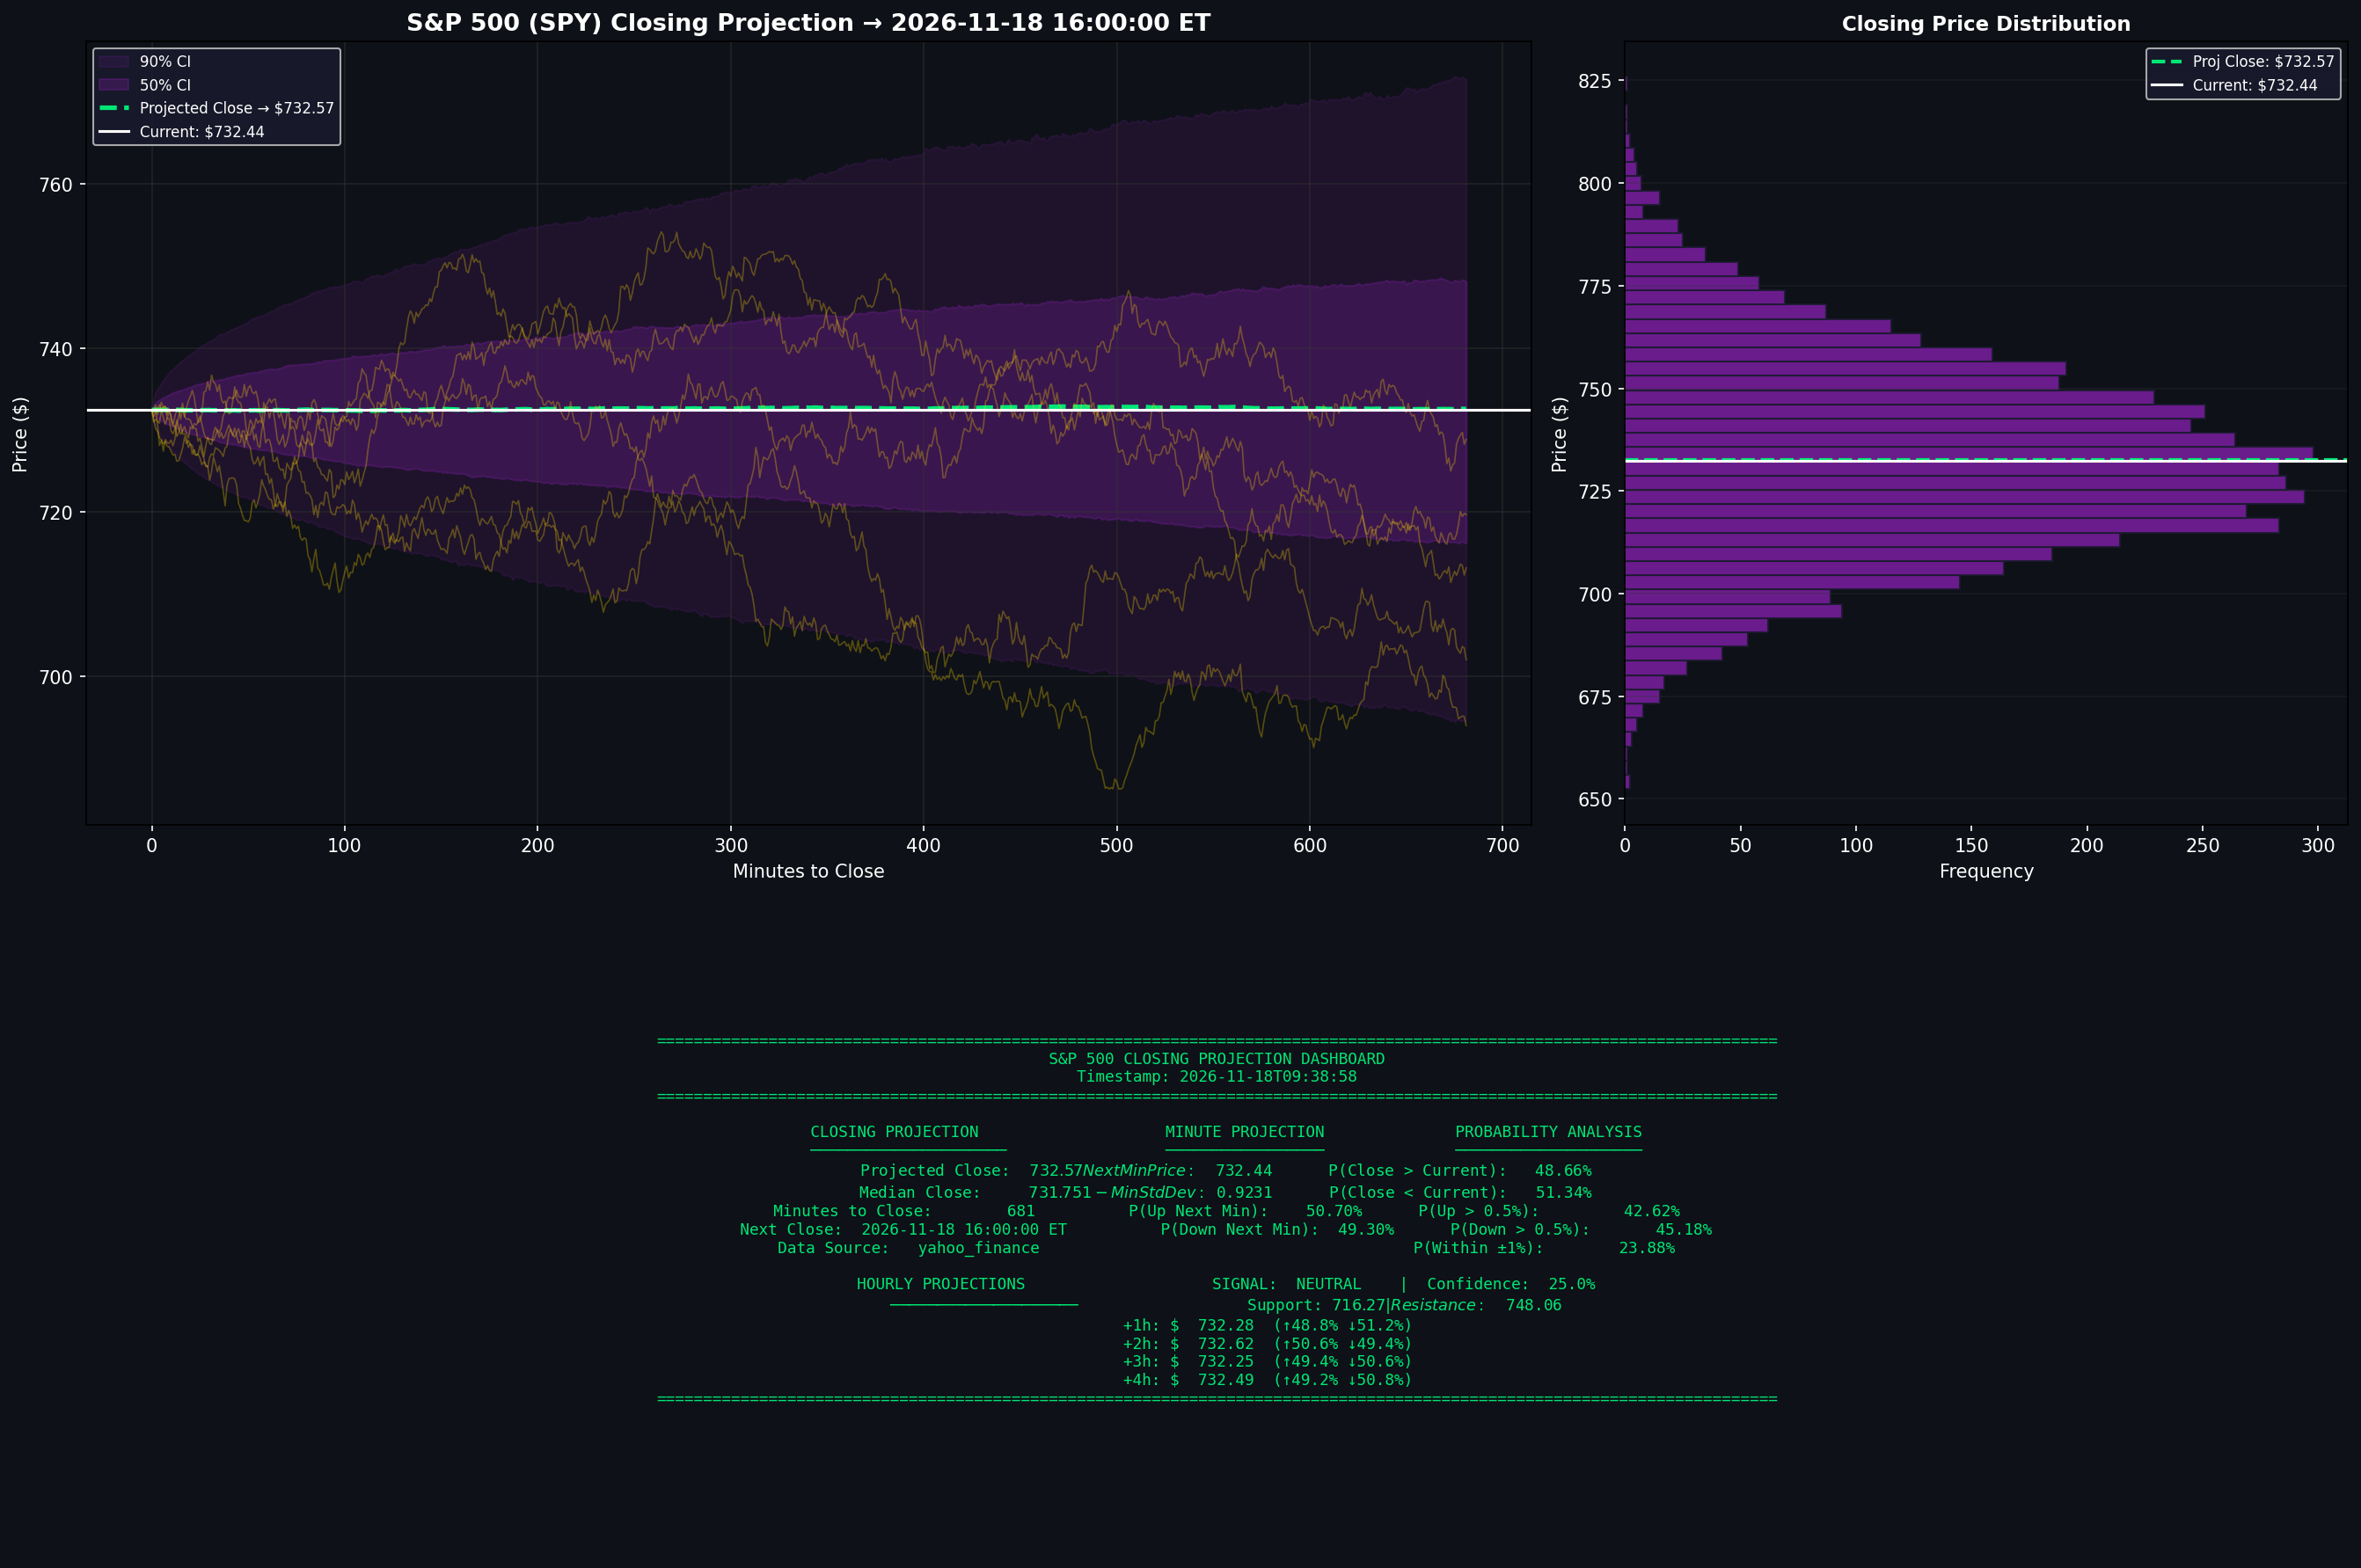 S&P 500 (SPY) Closing Projection → 2026-11-18 16:00:00 ET
90% CI
50% CI
Projected Close → $732.57
Current: $732.44
Price ($)
760
740
720
700
0 100 200 300 400 500 600 700
Minutes to Close
Closing Price Distribution
Proj Close: $732.57
Current: $732.44
Price ($)
825
800
775
750
725
700
675
650
0 50 100 150 200 250 300
Frequency
================================================================================
S&P 500 CLOSING PROJECTION DASHBOARD
Timestamp: 2026-11-18T09:38:58
================================================================================
CLOSING PROJECTION MINUTE PROJECTION PROBABILITY ANALYSIS
Projected Close: 732.57NextMinPrice: 732.44 P(Close > Current): 48.66%
Median Close: 731.751−MinStdDev: 0.9231 P(Close < Current): 51.34%
Minutes to Close: 681 P(Up Next Min): 50.70% P(Up > 0.5%): 42.62%
Next Close: 2026-11-18 16:00:00 ET P(Down Next Min): 49.30% P(Down > 0.5%): 45.18%
Data Source: yahoo_finance P(Within ±1%): 23.88%
HOURLY PROJECTIONS SIGNAL: NEUTRAL | Confidence: 25.0%
Support: 716.27|Resistance: 748.06
+1h: $ 732.28 (↑48.8% ↓51.2%)
+2h: $ 732.62 (↑50.6% ↓49.4%)
+3h: $ 732.25 (↑49.4% ↓50.6%)
+4h: $ 732.49 (↑49.2% ↓50.8%)
================================================================================